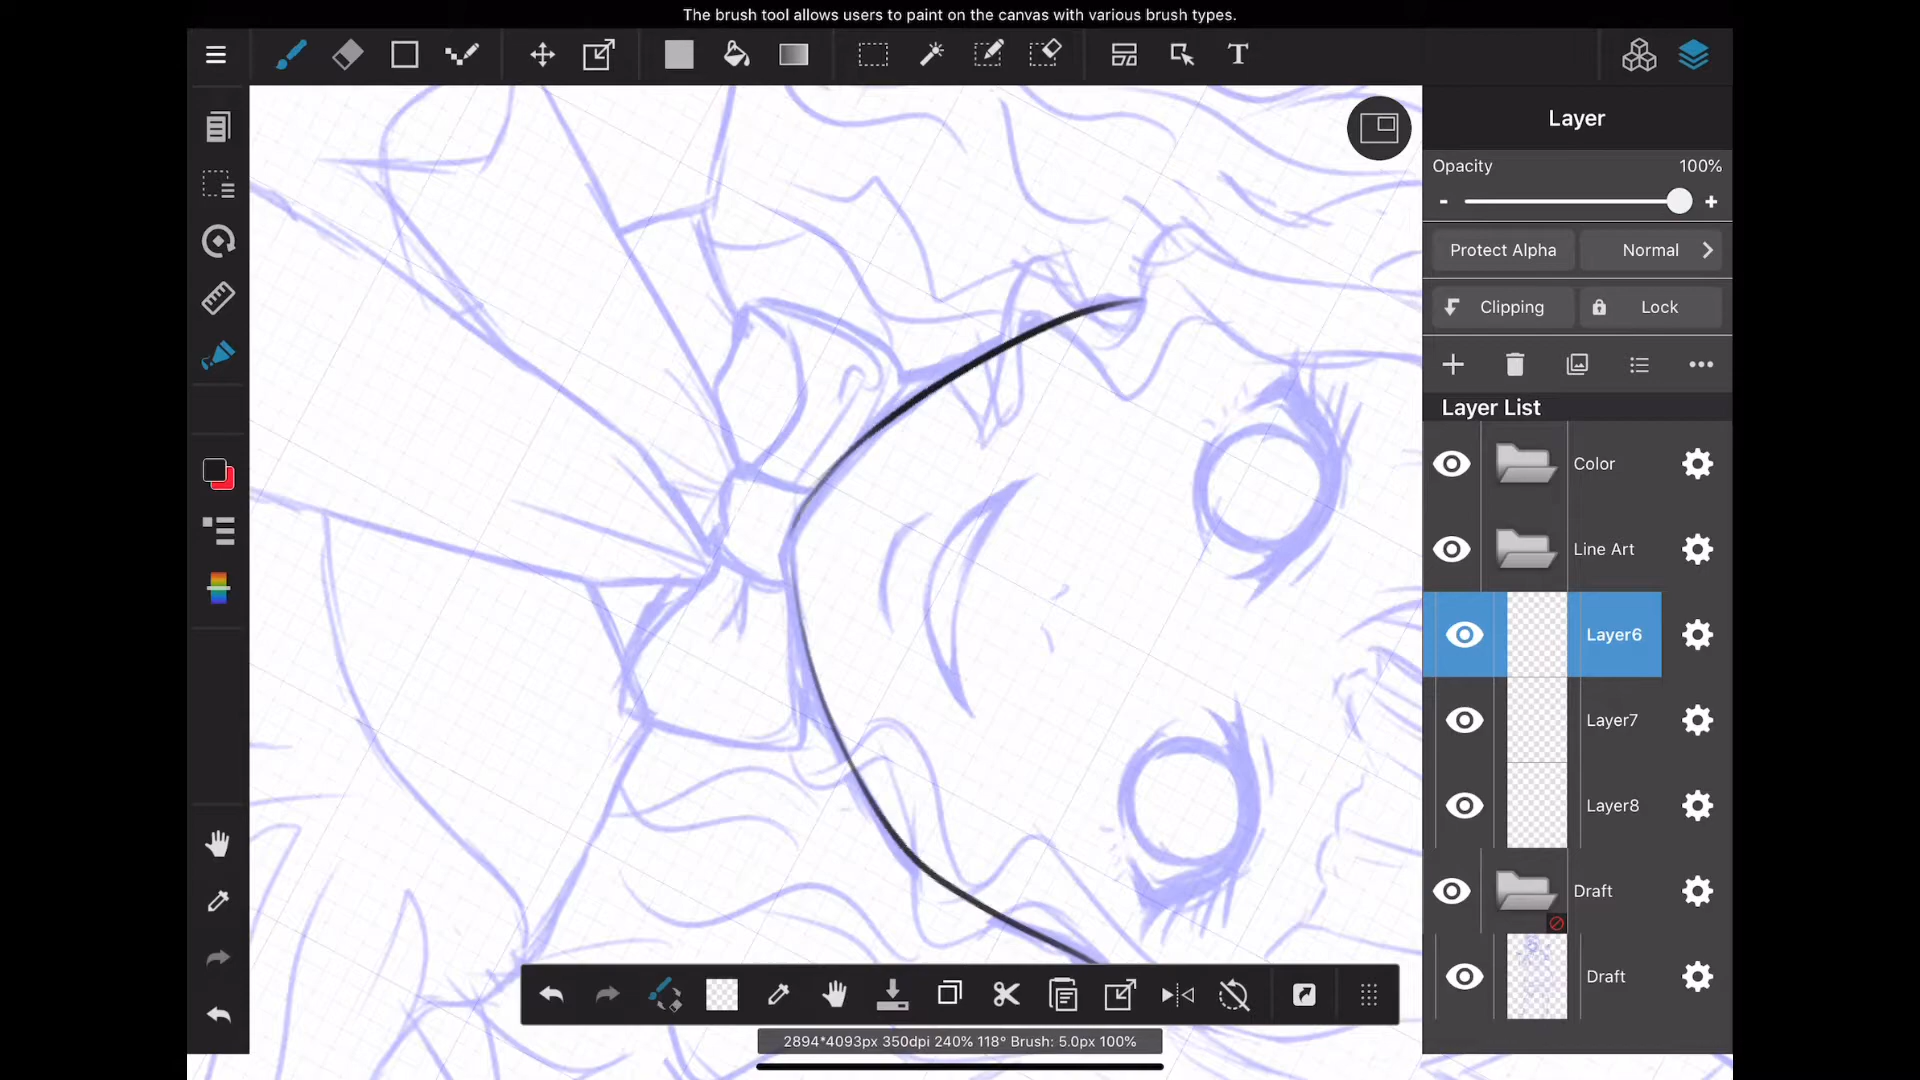 The brush tool allows users to paint on the canvas with various brush types.
T
Layer
Opacity 100%
- +
Protect Alpha Normal
Clipping Lock
Layer List
Color
Line Art
Layer6
Layer7
Layer8
Draft
Draft
2894*4093px 350dpi 240% 118° Brush: 5.0px 100%